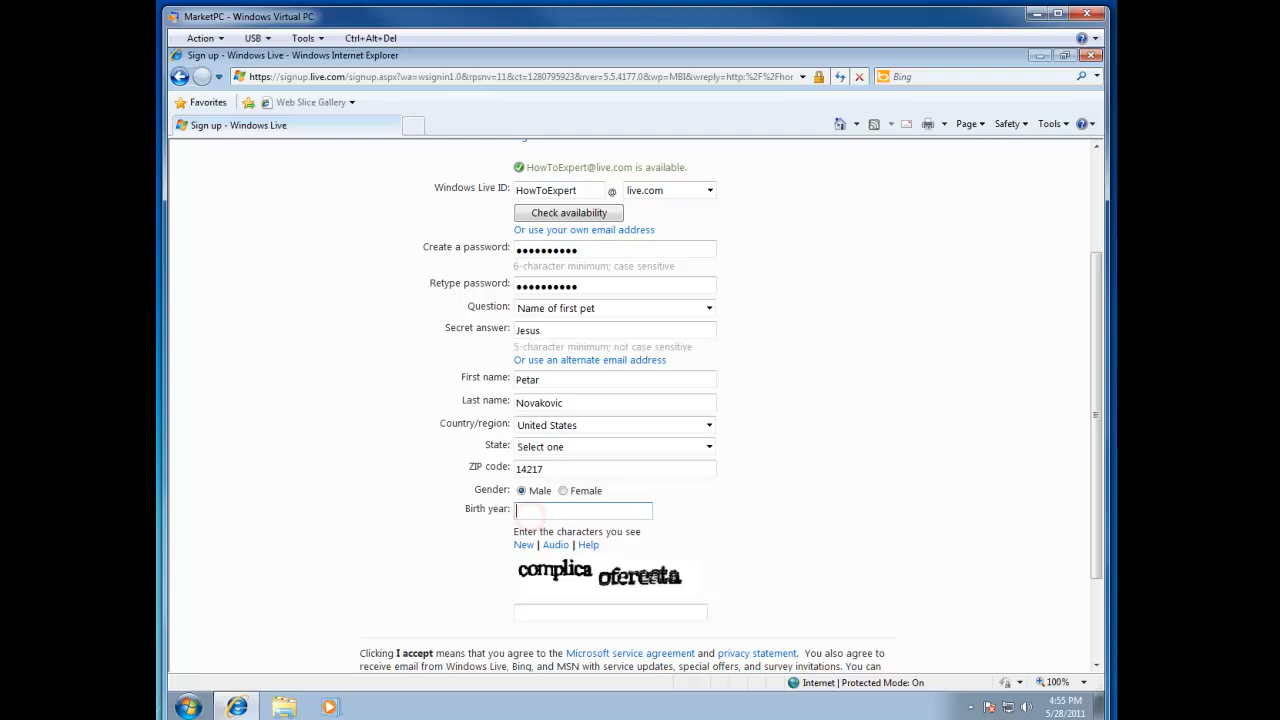 MarketPC - Windows Virtual PC
Action USB Tools Ctrl+Alt+Del
Sign up - Windows Live - Windows Internet Explorer
https://signup.live.com/signup.aspx?wa=wsignin1.0&rpsnv=11&ct=1280795923&rver=5.5.4177.0&wp=MBI&wreply=http:%2F%2Fhor Bing
Favorites Web Slice Gallery
Sign up - Windows Live Page Safety Tools
HowToExpert@live.com is available.
Windows Live ID: HowToExpert @ live.com
Check availability
Or use your own email address
Create a password: ●●●●●●●●●●
6-character minimum; case sensitive
Retype password: ●●●●●●●●●●
Question: Name of first pet
Secret answer: Jesus
5-character minimum; not case sensitive
Or use an alternate email address
First name: Petar
Last name: Novakovic
Country/region: United States
State: Select one
ZIP code: 14217
Gender: Male Female
Birth year:
Enter the characters you see
New | Audio | Help
complica ofereata
Clicking I accept means that you agree to the Microsoft service agreement and privacy statement. You also agree to
receive email from Windows Live, Bing, and MSN with service updates, special offers, and survey invitations. You can
Internet | Protected Mode: On 100%
4:55 PM
5/28/2011